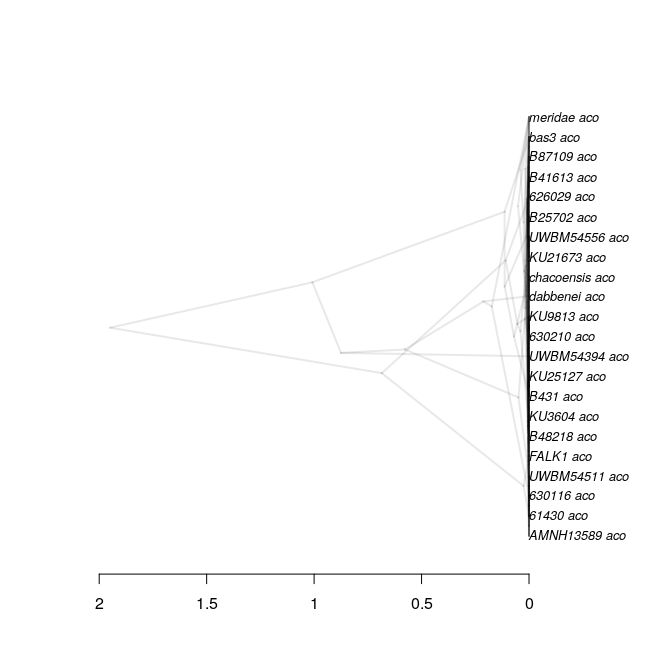 meridae aco
bas3 aco
B87109 aco
B41613 aco
626029 aco
B25702 aco
UWBM54556 aco
KU21673 aco
chacoensis aco
dabbenei aco
KU9813 aco
630210 aco
UWBM54394 aco
KU25127 aco
B431 aco
KU3604 aco
B48218 aco
FALK1 aco
UWBM54511 aco
630116 aco
61430 aco
AMNH13589 aco
2 1.5 1 0.5 0